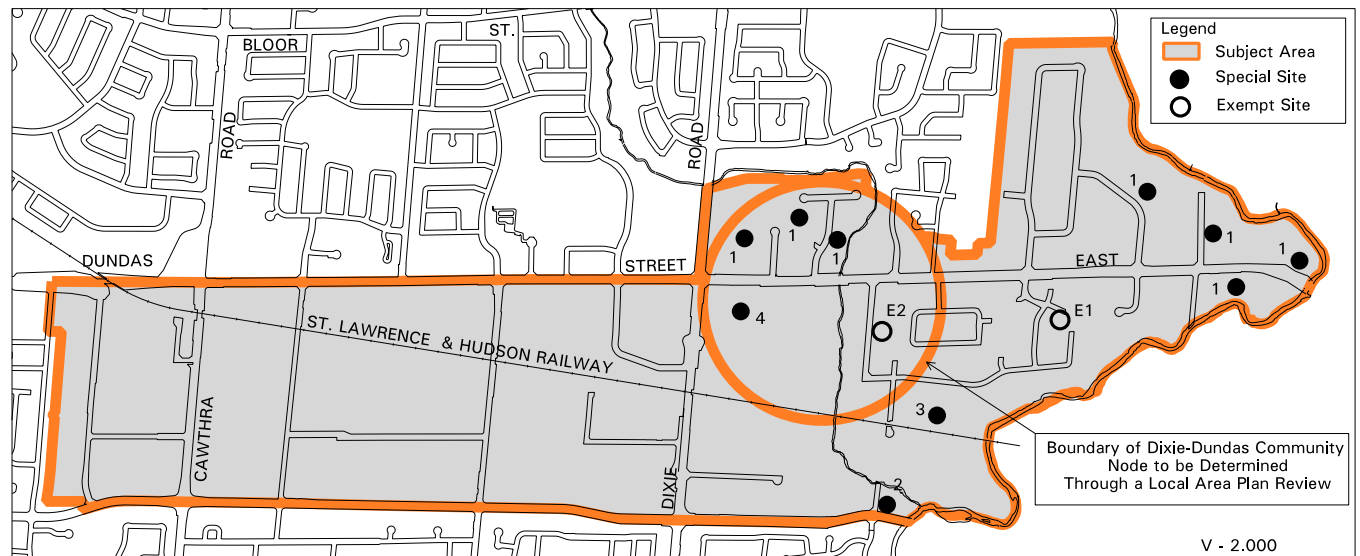 BLOOR
ST.
ROAD
ROAD
Legend
Subject Area
Special Site
Exempt Site
1
1
1
1
1
1
1
DUNDAS
STREET
EAST
4
E2
E1
ST. LAWRENCE & HUDSON RAILWAY
3
CAWTHRA
DIXIE
2
Boundary of Dixie-Dundas Community
Node to be Determined
Through a Local Area Plan Review
V - 2.000